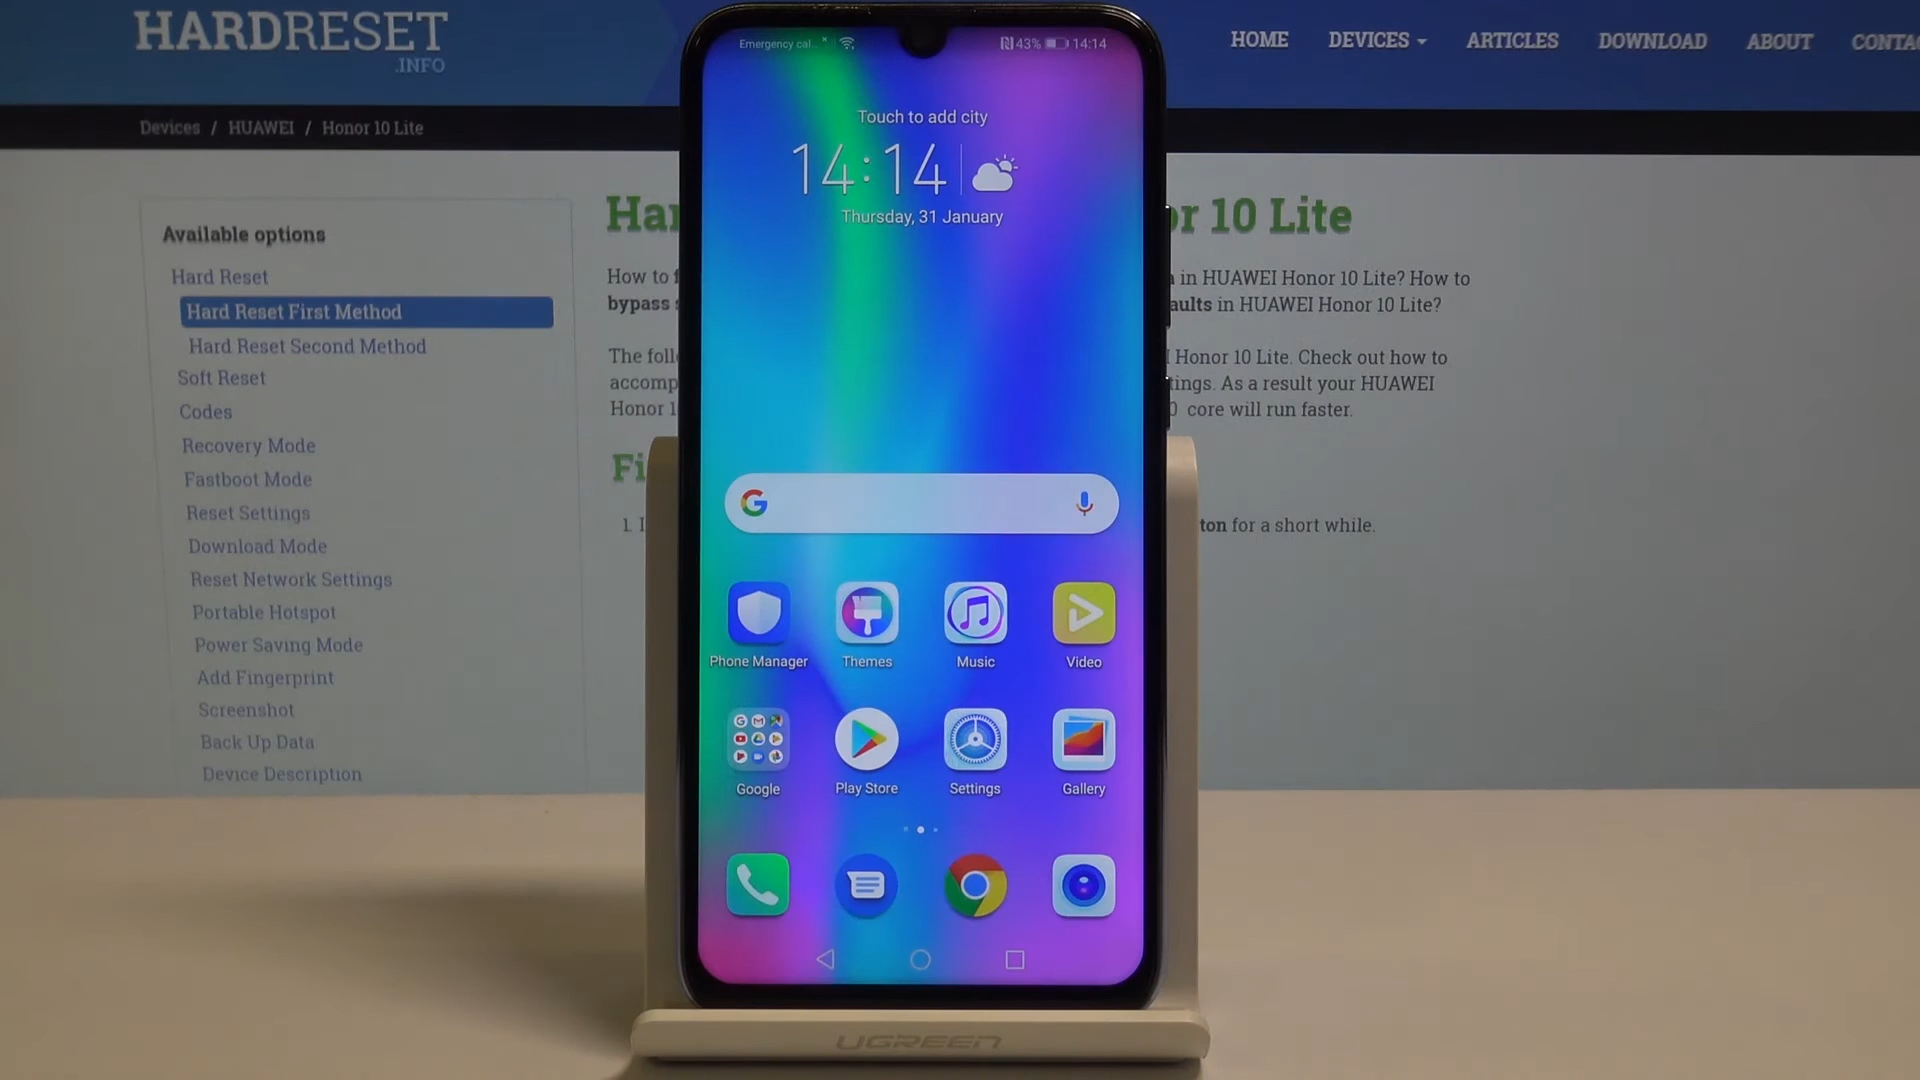 HARDRESET
.INFO
HOME DEVICES ARTICLES DOWNLOAD ABOUT
Devices / HUAWEI / Honor 10 Lite
Available options
Hard Reset
Hard Reset First Method
Hard Reset Second Method
Soft Reset
Codes
Recovery Mode
Fastboot Mode
Reset Settings
Download Mode
Reset Network Settings
Portable Hotspot
Power Saving Mode
Add Fingerprint
Screenshot
Back Up Data
Device Description
10 Lite
How to
in HUAWEI Honor 10 Lite? How to
bypass
in HUAWEI Honor 10 Lite?
The
Honor 10 Lite. Check out how to
As a result your HUAWEI
Honor
core will run faster.
1.
for a short while.
Emergency cal... 43% 14:14
Touch to add city
14:14
Thursday, 31 January
Phone Manager Themes Music Video
Google Play Store Settings Gallery
UGREEN